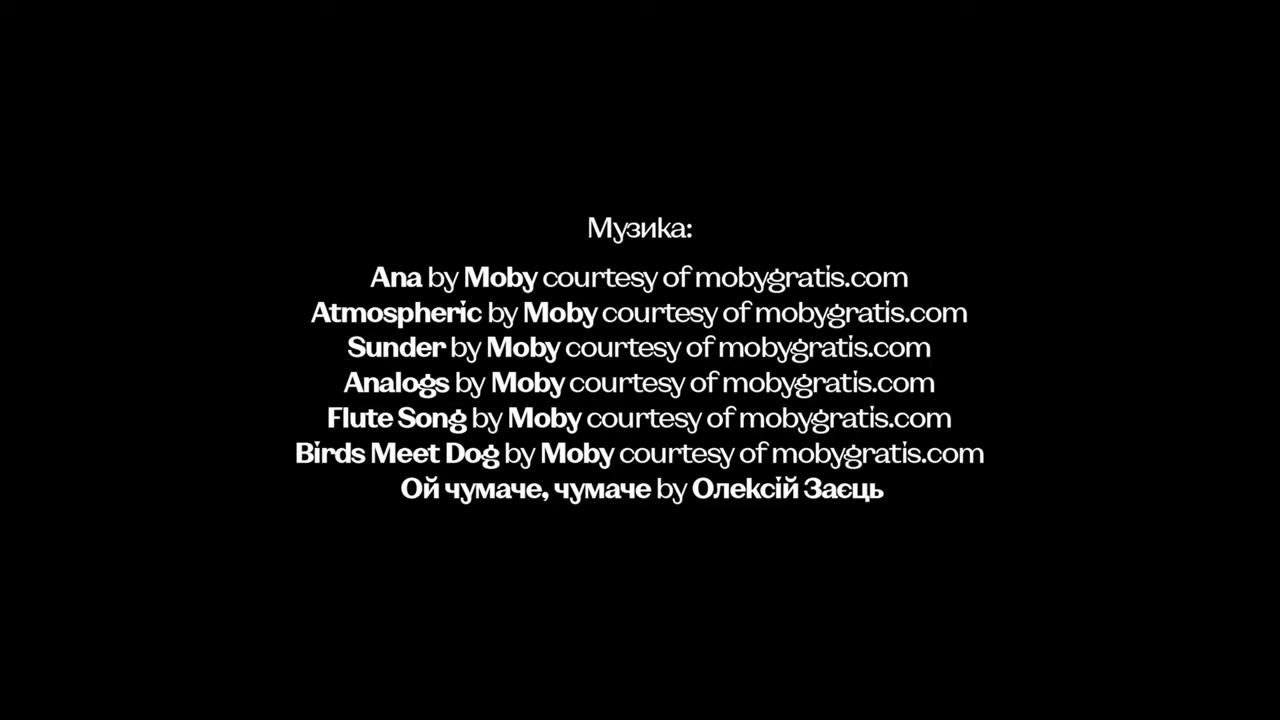 Музика:
Ana by Moby courtesy of mobygratis.com
Atmospheric by Moby courtesy of mobygratis.com
Sunder by Moby courtesy of mobygratis.com
Analogs by Moby courtesy of mobygratis.com
Flute Song by Moby courtesy of mobygratis.com
Birds Meet Dog by Moby courtesy of mobygratis.com
Ой чумаче, чумаче by Олексій Заєць